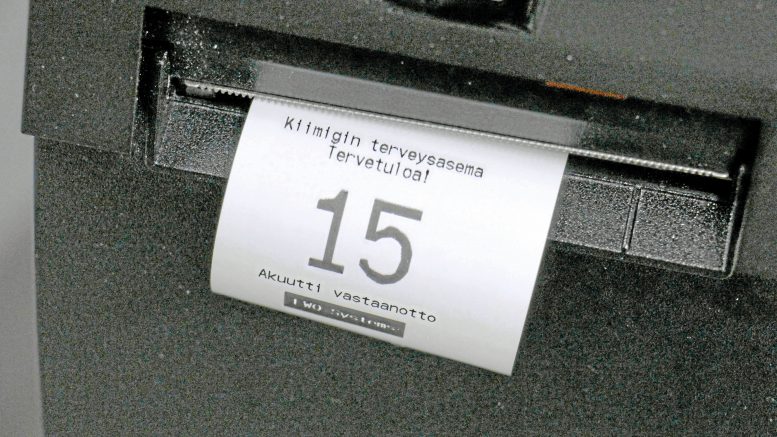 Kiimigin terveysasema
Tervetuloa!
15
Akuutti vastaanotto
TWO Systems